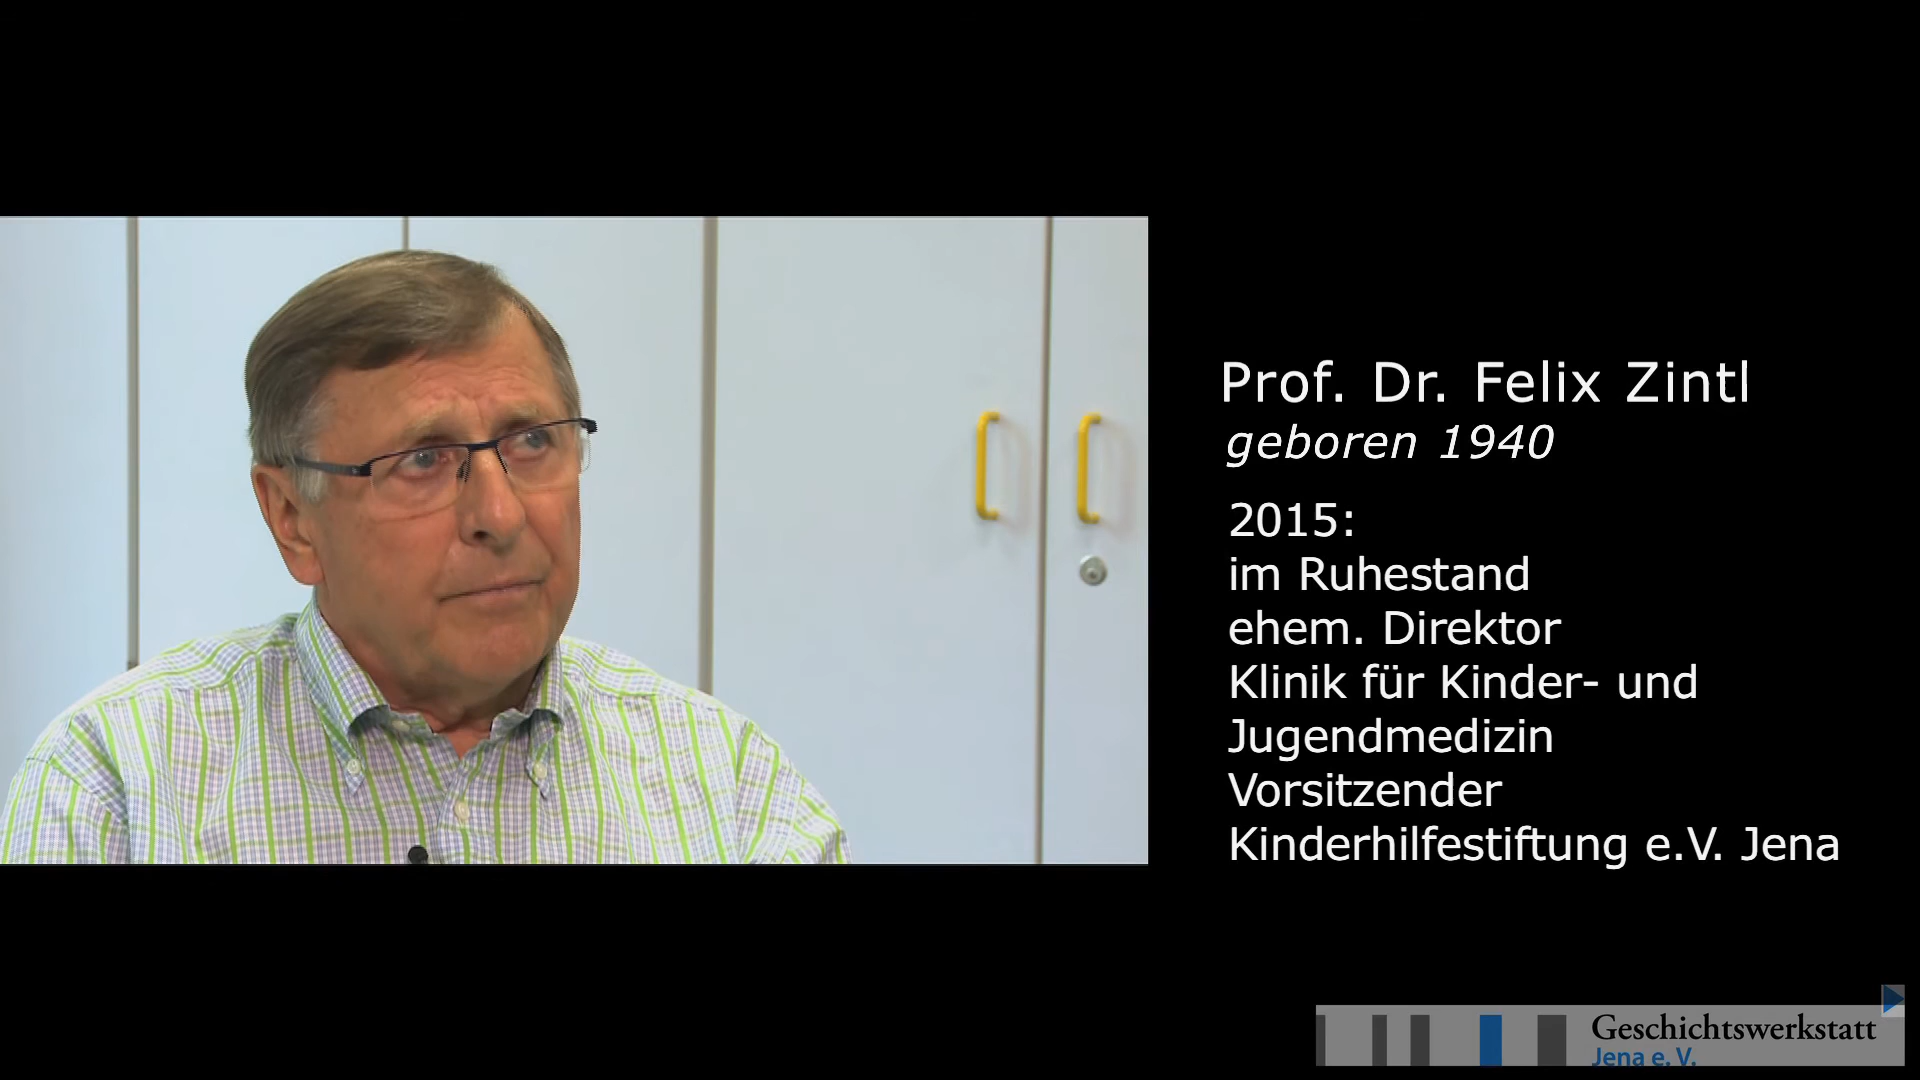 Prof. Dr. Felix Zintl
geboren 1940
2015:
im Ruhestand
ehem. Direktor
Klinik für Kinder- und
Jugendmedizin
Vorsitzender
Kinderhilfestiftung e.V. Jena
Geschichtswerkstatt
Jena e. V.